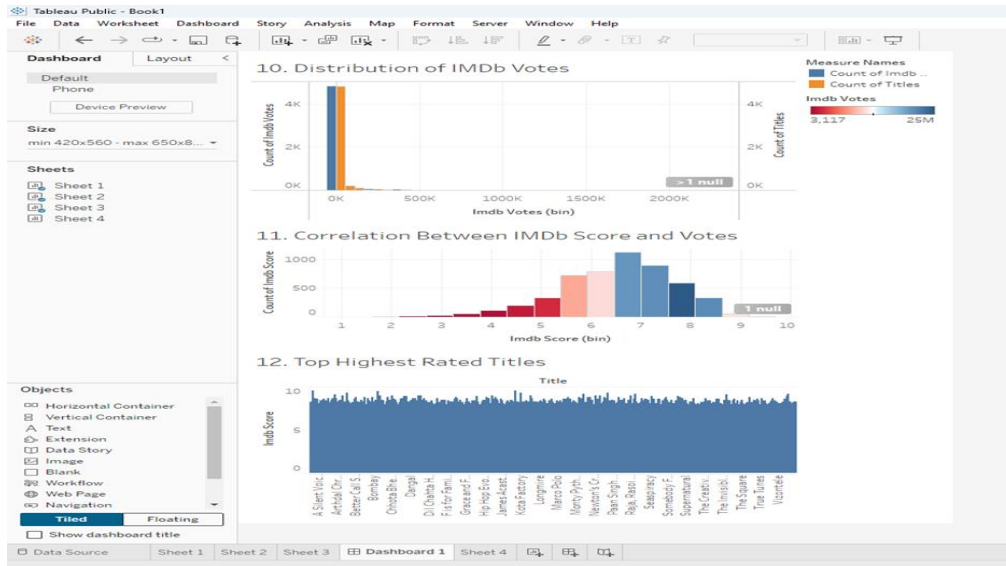 Tableau Public - Book1
File Data Worksheet Dashboard Story Analysis Map Format Server Window Help
Dashboard Layout <
Default
Phone
Device Preview
Size
min 420x560 - max 650x8...
Sheets
Sheet 1
Sheet 2
Sheet 3
Sheet 4
Objects
Horizontal Container
Vertical Container
Text
Extension
Data Story
Image
Blank
Workflow
Web Page
Navigation
Tiled Floating
Show dashboard title
10. Distribution of IMDb Votes
Count of Imdb Votes
4K
2K
0K
4K
2K
0K
Count of Titles
>1 null
0K 500K 1000K 1500K 2000K
Imdb Votes (bin)
11. Correlation Between IMDb Score and Votes
Count of Imdb Score
1000
500
0
1 null
1 2 3 4 5 6 7 8 9 10
Imdb Score (bin)
12. Top Highest Rated Titles
Title
Imdb Score
10
5
0
A Silent Voic..
Arthdal Chr..
Better Call S..
Bombay
Chhota Bhe..
Dangal
Dil Chahta H..
F is for Fami..
Grace and F..
Hip Hop Evo..
James Acast..
Kota Factory
Longmire
Marco Polo
Monty Pyth..
Newton's Cr..
Paan Singh..
Raja, Rasoi..
Seaspiracy
Somebody F..
Supernatural
The Creativ..
The Invisibl..
The Square
True Tunes
Vizontele
Measure Names
Count of Imdb ..
Count of Titles
Imdb Votes
3,117 25M
Data Source Sheet 1 Sheet 2 Sheet 3 Dashboard 1 Sheet 4